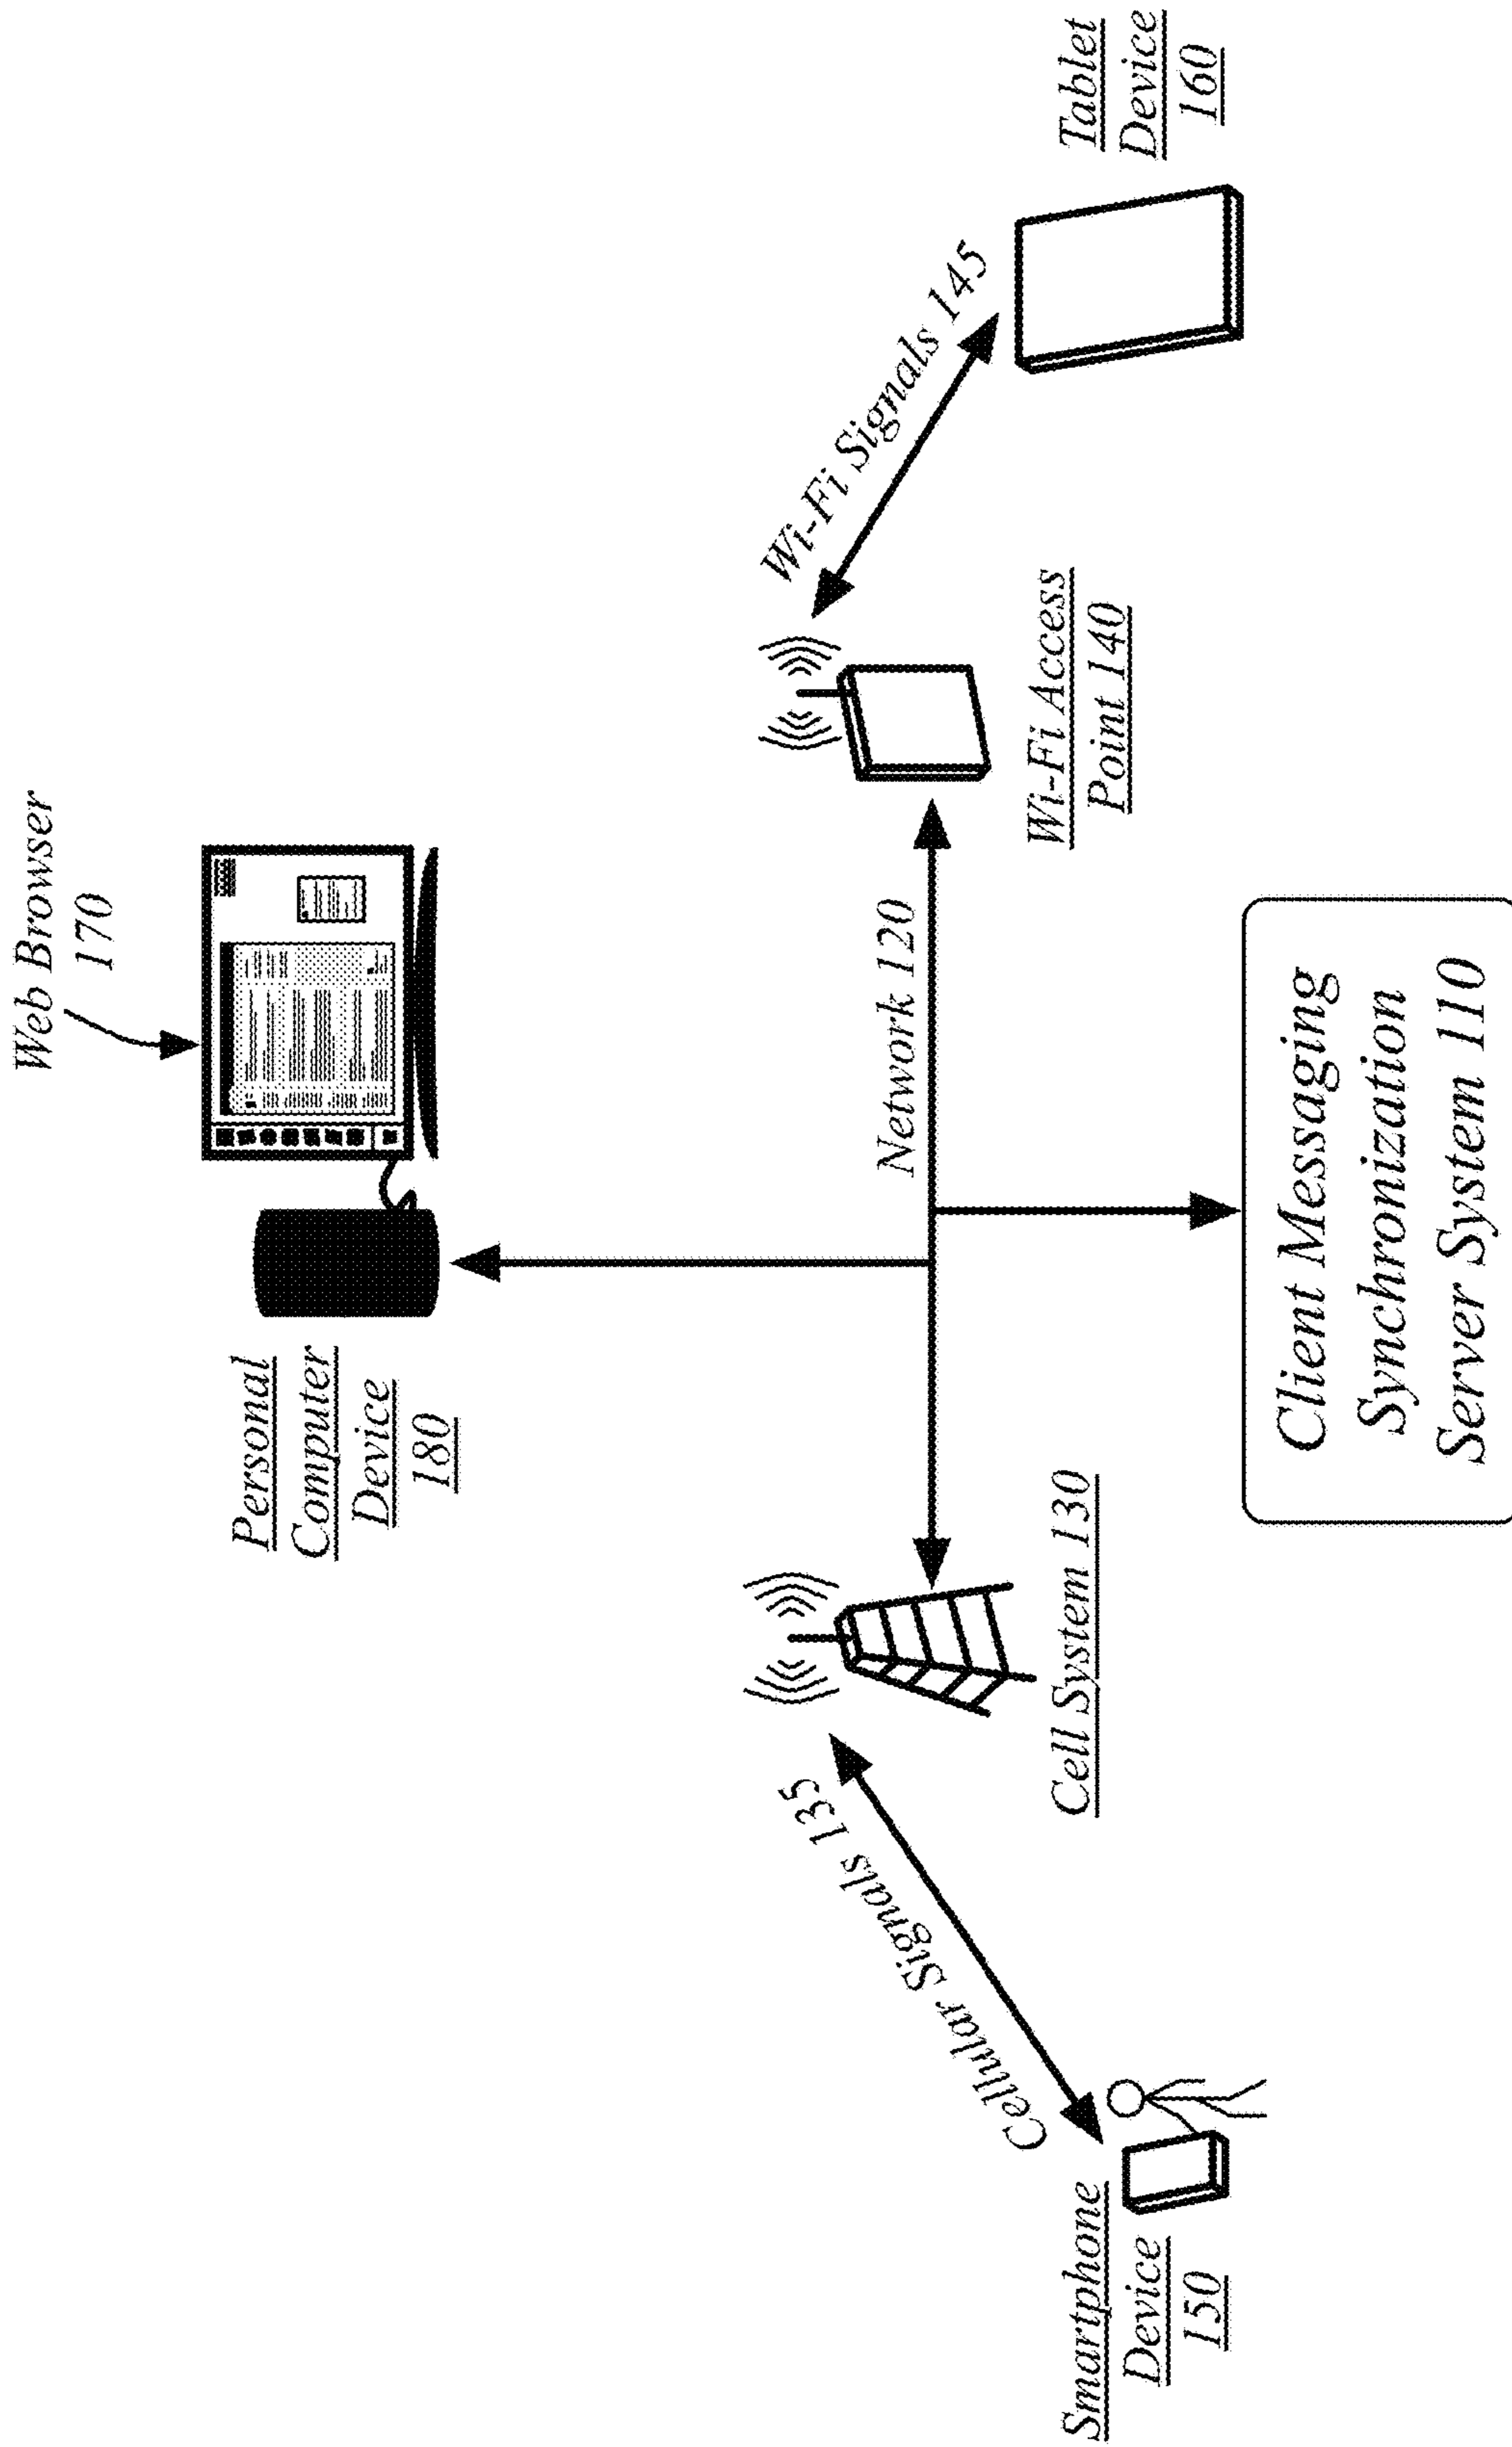 Web Browser
170
Personal
Computer
Device
180
Network 120
Cellular Signals 135
Wi-Fi Signals 145
Smartphone
Device
150
Cell System 130
Wi-Fi Access
Point 140
Tablet
Device
160
Client Messaging
Synchronization
Server System 110